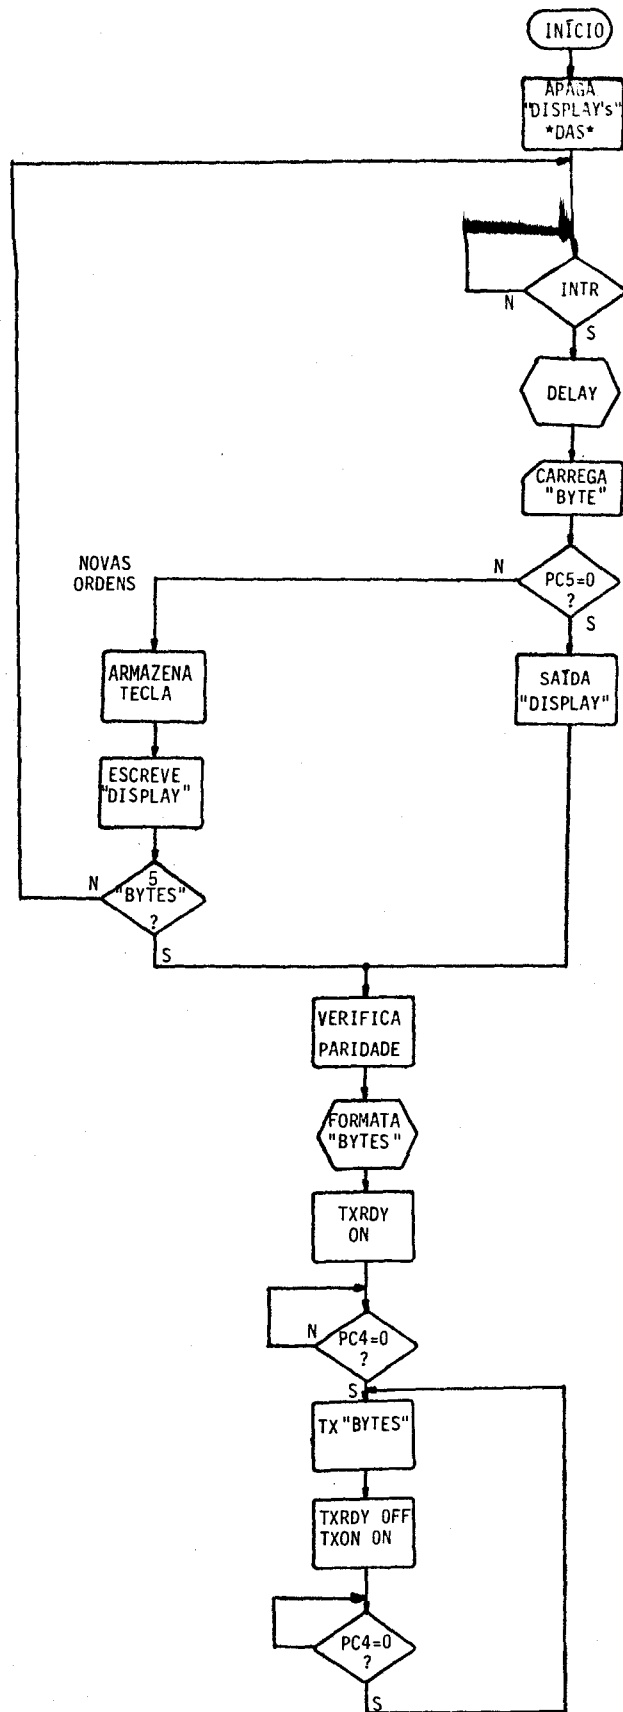 INÍCIO
APAGA
"DISPLAY's"
*DAS*
INTR
N
S
DELAY
CARREGA
"BYTE"
NOVAS
ORDENS
N
PC5=0
?
S
ARMAZENA
TECLA
SAÍDA
"DISPLAY"
ESCREVE
"DISPLAY"
N
5
"BYTES"
?
S
VERIFICA
PARIDADE
FORMATA
"BYTES"
TXRDY
ON
N
PC4=0
?
S
TX "BYTES"
TXRDY OFF
TXON ON
PC4=0
?
S